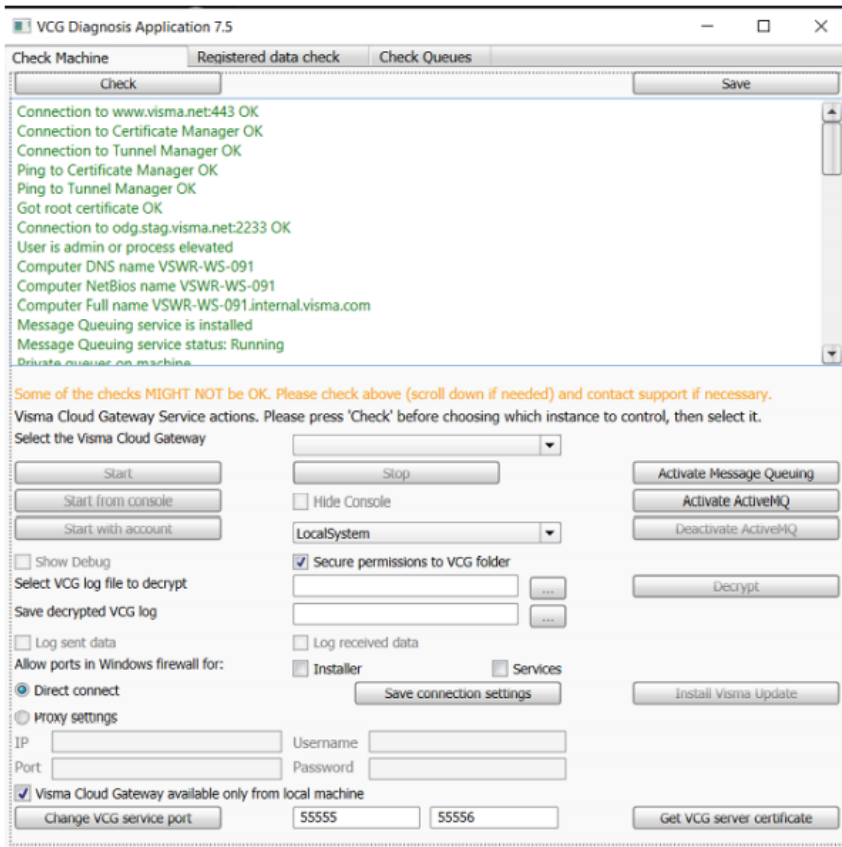 VCG Diagnosis Application 7.5
Check Machine Registered data check Check Queues
Check Save
Connection to www.visma.net:443 OK
Connection to Certificate Manager OK
Connection to Tunnel Manager OK
Ping to Certificate Manager OK
Ping to Tunnel Manager OK
Got root certificate OK
Connection to odg.stag.visma.net:2233 OK
User is admin or process elevated
Computer DNS name VSWR-WS-091
Computer NetBios name VSWR-WS-091
Computer Full name VSWR-WS-091.internal.visma.com
Message Queuing service is installed
Message Queuing service status: Running
Private queues on machine
Some of the checks MIGHT NOT be OK. Please check above (scroll down if needed) and contact support if necessary.
Visma Cloud Gateway Service actions. Please press 'Check' before choosing which instance to control, then select it.
Select the Visma Cloud Gateway
Start Stop Activate Message Queuing
Start from console Hide Console Activate ActiveMQ
Start with account LocalSystem Deactivate ActiveMQ
Show Debug Secure permissions to VCG folder
Select VCG log file to decrypt ... Decrypt
Save decrypted VCG log ...
Log sent data Log received data
Allow ports in Windows firewall for: Installer Services
Direct connect Save connection settings Install Visma Update
Proxy settings
IP Username
Port Password
Visma Cloud Gateway available only from local machine
Change VCG service port 55555 55556 Get VCG server certificate